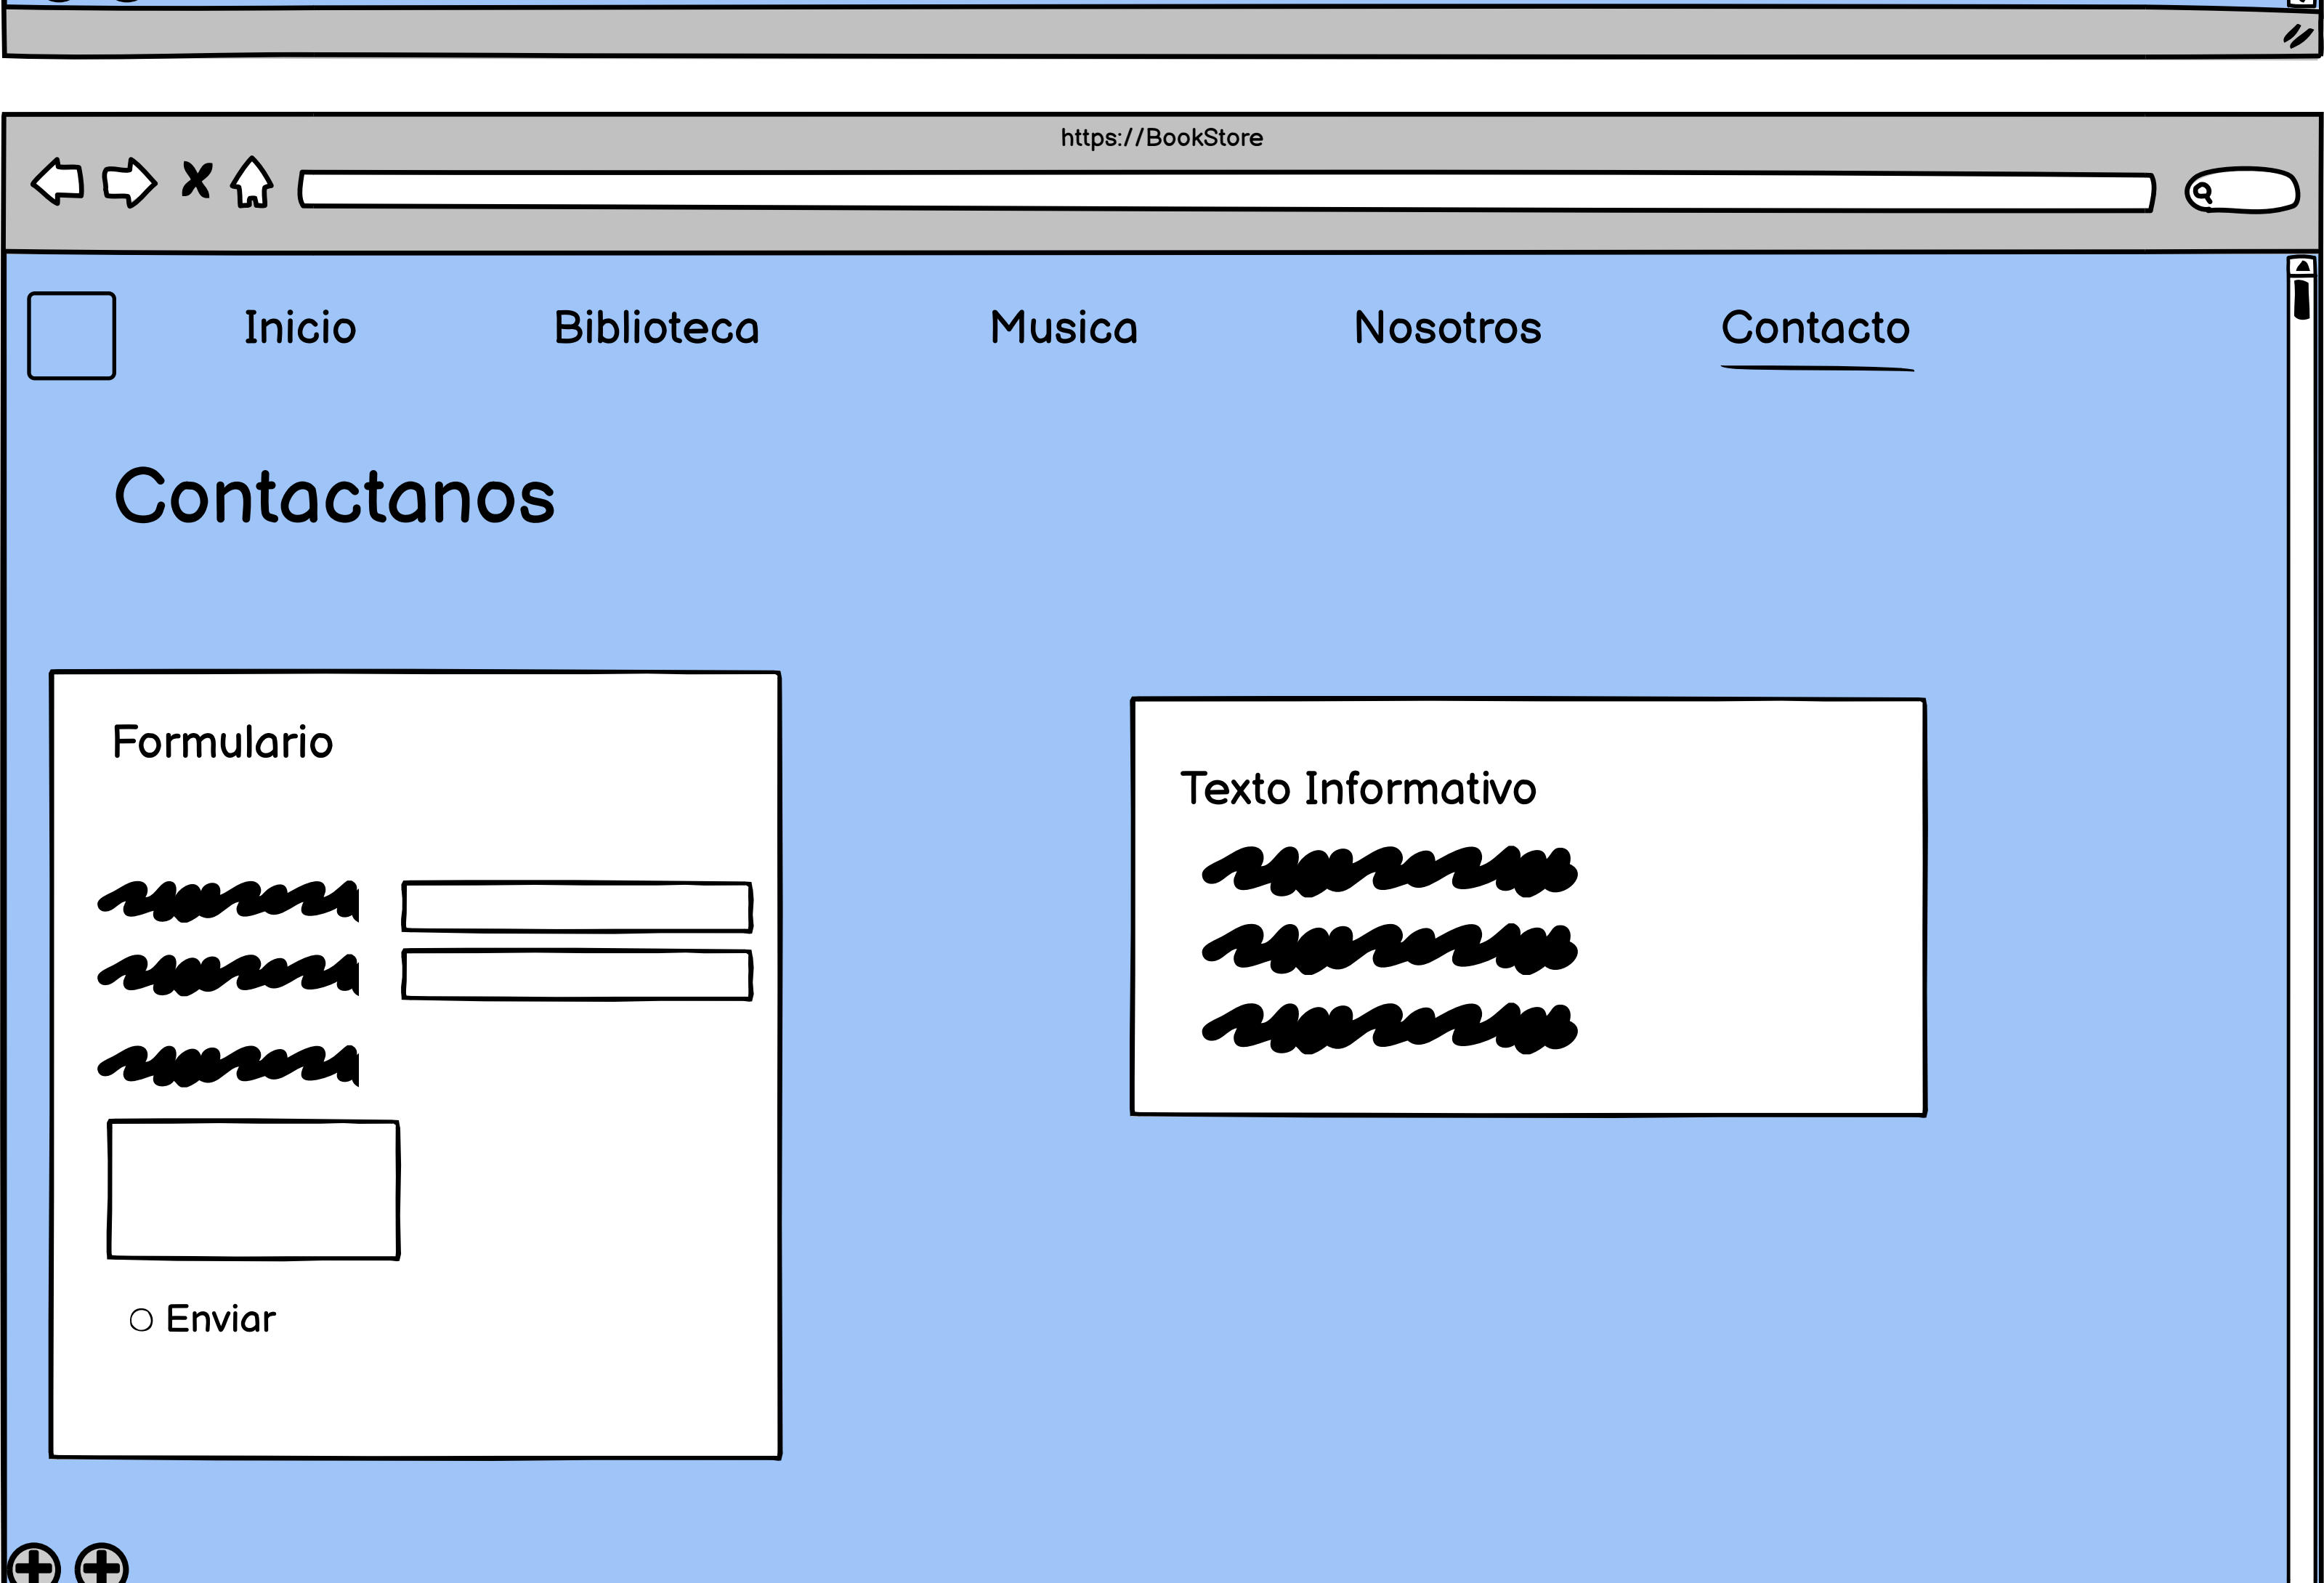 https://BookStore
Inicio Biblioteca Musica Nosotros Contacto
Contactanos
Formulario
Texto Informativo
Enviar